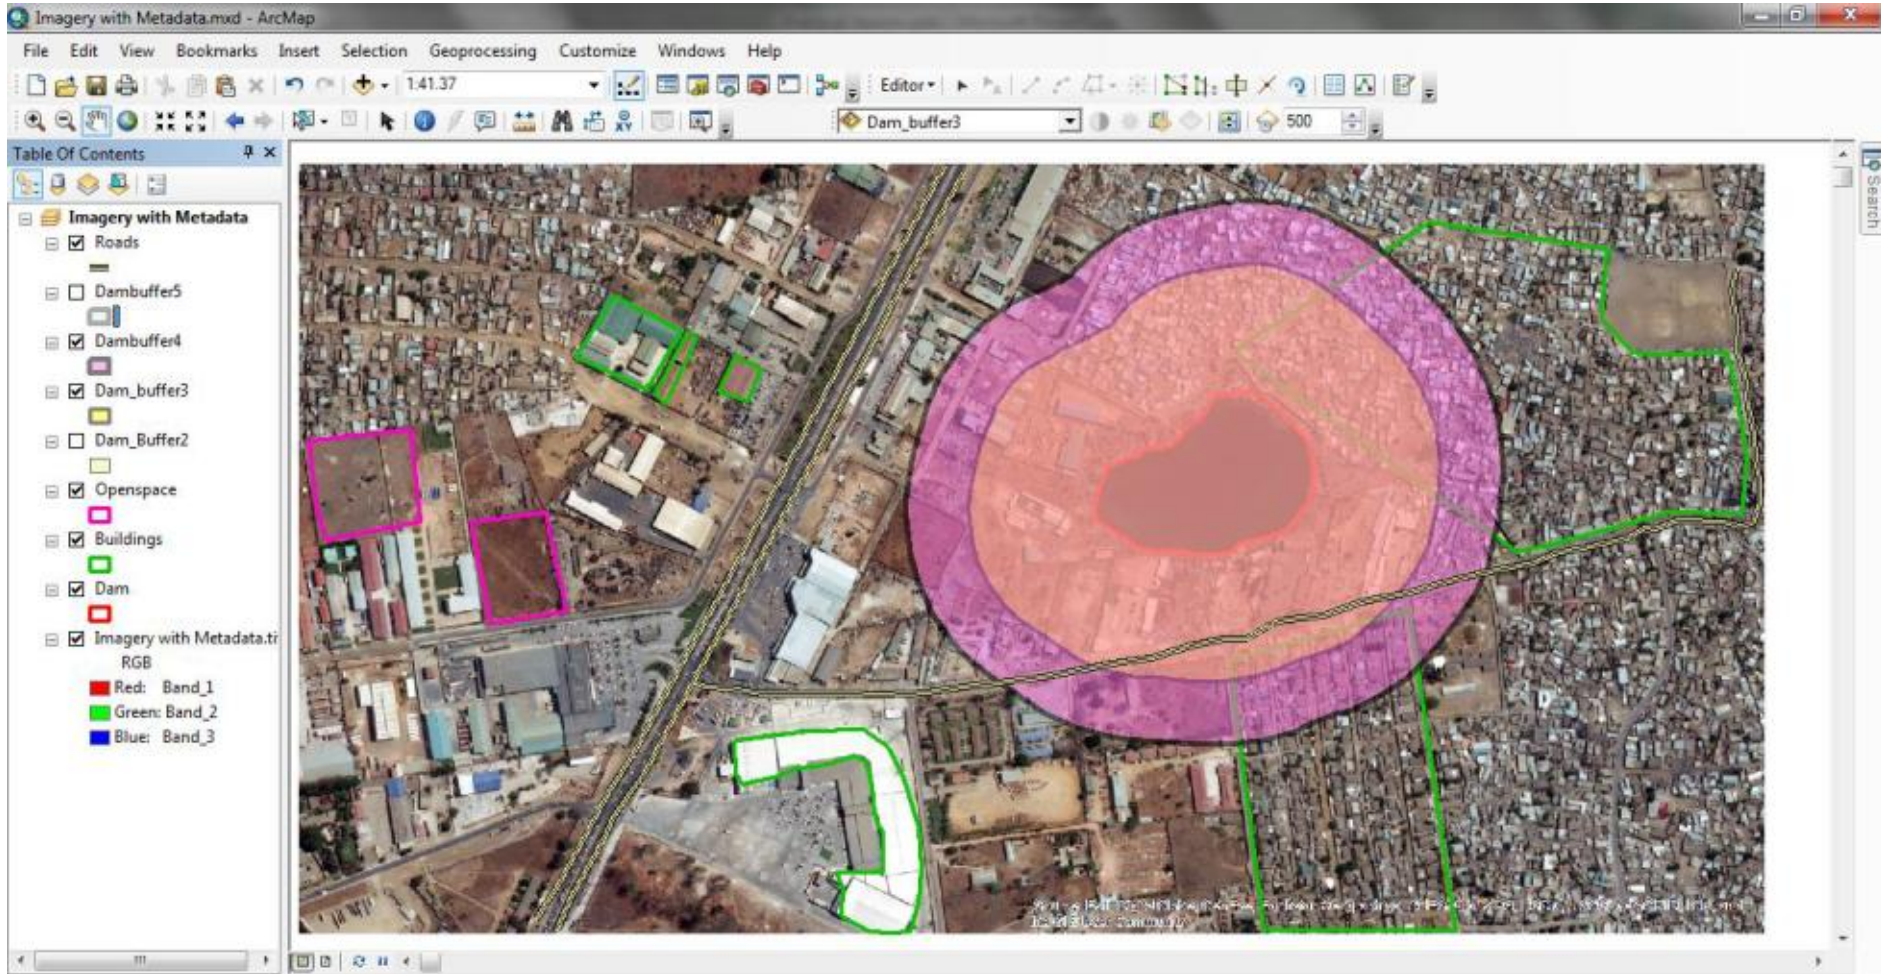 Imagery with Metadata.mxd - ArcMap
File Edit View Bookmarks Insert Selection Geoprocessing Customize Windows Help
1:41.37
Editor
Dam_buffer3
500
Table Of Contents
Search
Imagery with Metadata
Roads
Dambuffer5
Dambuffer4
Dam_buffer3
Dam_Buffer2
Openspace
Buildings
Dam
Imagery with Metadata.ti
RGB
Red: Band_1
Green: Band_2
Blue: Band_3